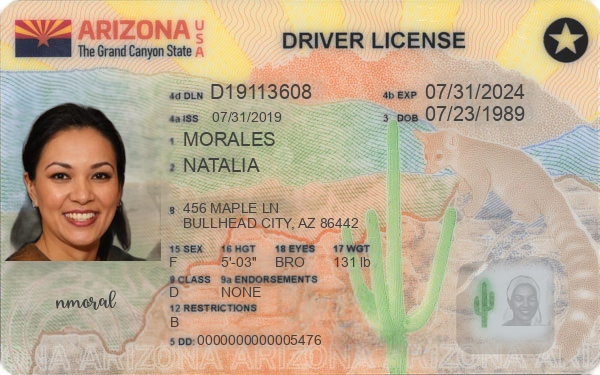 ARIZONA USA
The Grand Canyon State
DRIVER LICENSE
4d DLN D19113608
4b EXP 07/31/2024
4a ISS 07/31/2019
3 DOB 07/23/1989
1 MORALES
2 NATALIA
8 456 MAPLE LN
BULLHEAD CITY, AZ 86442
15 SEX 16 HGT 18 EYES 17 WGT
F 5'-03" BRO 131 lb
9 CLASS 9a ENDORSEMENTS
D NONE
12 RESTRICTIONS
B
nmoral
5 DD: 0000000000005476
ARIZONA ARIZONA ARIZONA ARIZONA